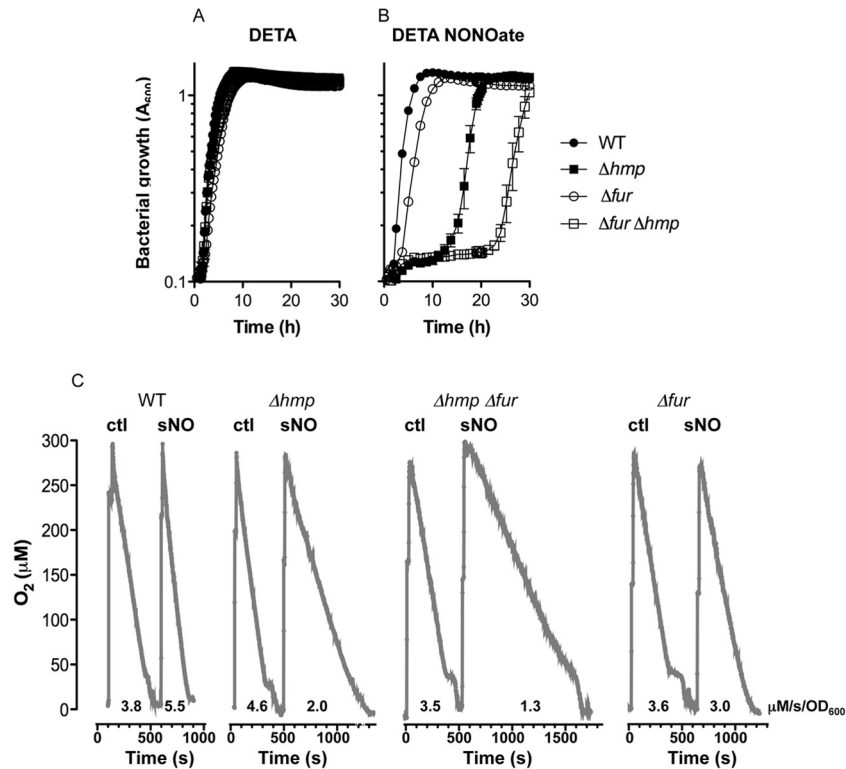 A
DETA
B
DETA NONOate
Bacterial growth (A600)
1
0.1
0 10 20 30
0 10 20 30
Time (h)
Time (h)
WT
Δhmp
Δfur
Δfur Δhmp
C
WT
Δhmp
Δhmp Δfur
Δfur
ctl sNO
ctl sNO
ctl sNO
ctl sNO
O2 (µM)
300
250
200
150
100
50
0
3.8 5.5
4.6 2.0
3.5 1.3
3.6 3.0
µM/s/OD600
0 500 1000
0 500 1000
0 500 1000 1500
0 500 1000
Time (s)
Time (s)
Time (s)
Time (s)